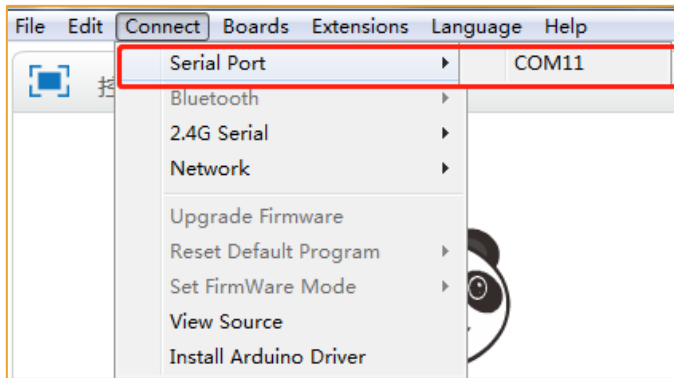 File Edit Connect Boards Extensions Language Help
Serial Port COM11
Bluetooth
2.4G Serial
Network
Upgrade Firmware
Reset Default Program
Set FirmWare Mode
View Source
Install Arduino Driver